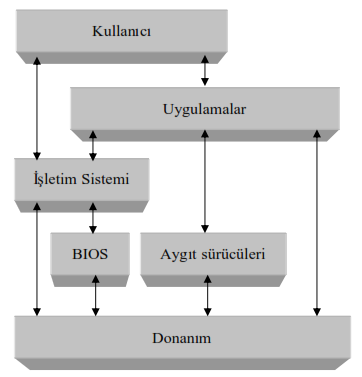 Kullanıcı
Uygulamalar
İşletim Sistemi
BIOS
Aygıt sürücüleri
Donanım